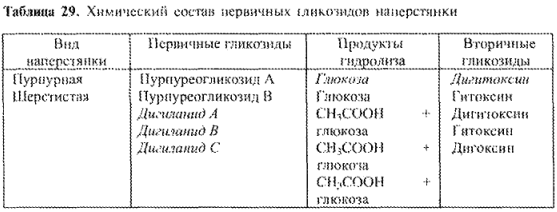 Таблица 29. Химический состав первичных гликозидов наперстянки
Вид наперстянки
Первичные гликозиды
Продукты гидролиза
Вторичные гликозиды
Пурпурная
Шерстистая
Пурпуреогликозид А
Пурпуреогликозид В
Дигиланид А
Дигиланид В
Дигиланид С
Глюкоза
Глюкоза
CH₃COOH +
глюкоза
CH₃COOH +
глюкоза
CH₃COOH +
глюкоза
Дигитоксин
Гитоксин
Дигитоксин
Гитоксин
Дигоксин